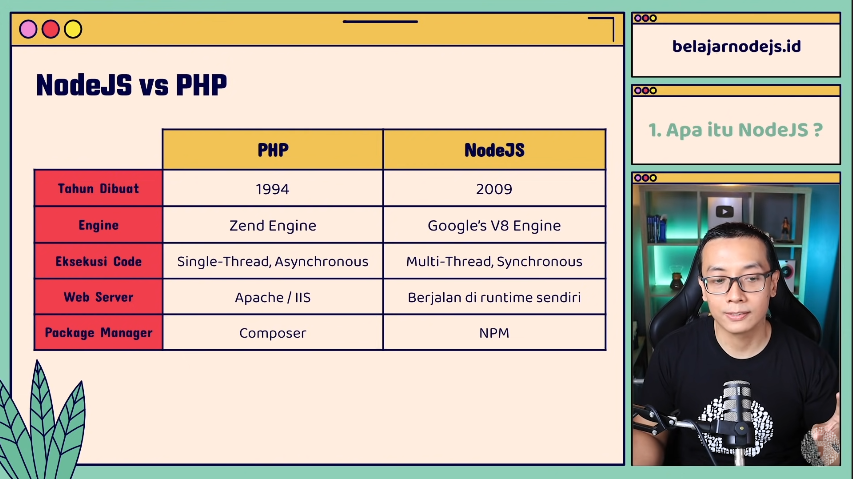 NodeJS vs PHP
PHP NodeJS
Tahun Dibuat 1994 2009
Engine Zend Engine Google's V8 Engine
Eksekusi Code Single-Thread, Asynchronous Multi-Thread, Synchronous
Web Server Apache / IIS Berjalan di runtime sendiri
Package Manager Composer NPM
belajarnodejs.id
1. Apa itu NodeJS ?